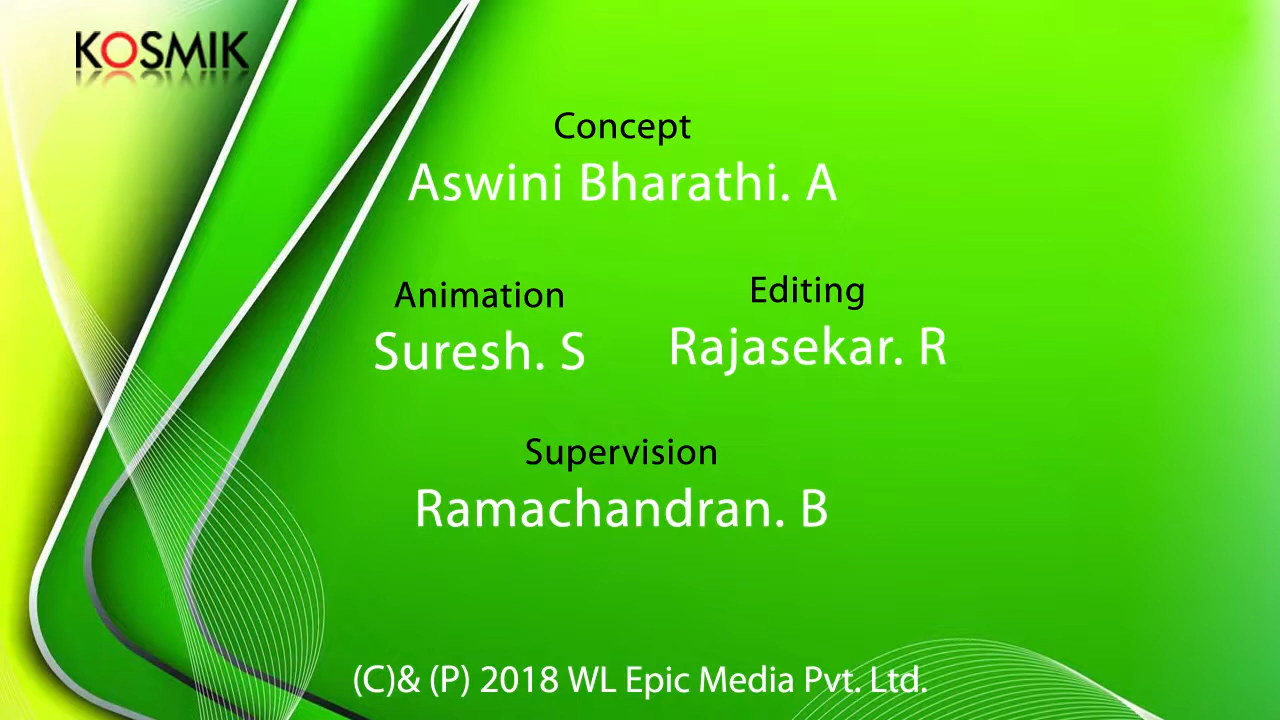 KOSMIK
Concept
Aswini Bharathi. A
Animation
Suresh. S
Editing
Rajasekar. R
Supervision
Ramachandran. B
(C)& (P) 2018 WL Epic Media Pvt. Ltd.